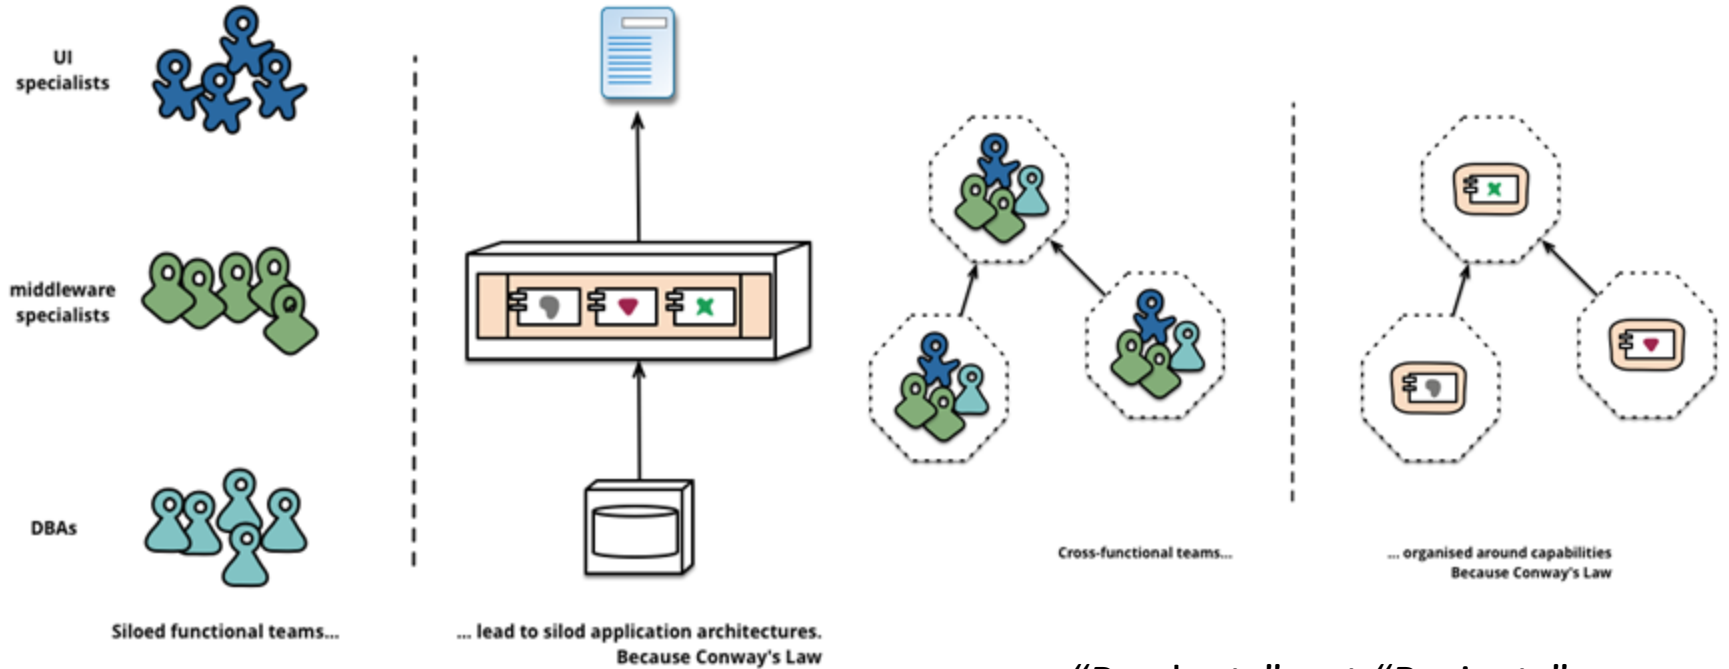 UI
specialists
middleware
specialists
DBAs
Siloed functional teams...
... lead to silod application architectures.
Because Conway's Law
Cross-functional teams...
... organised around capabilities
Because Conway's Law